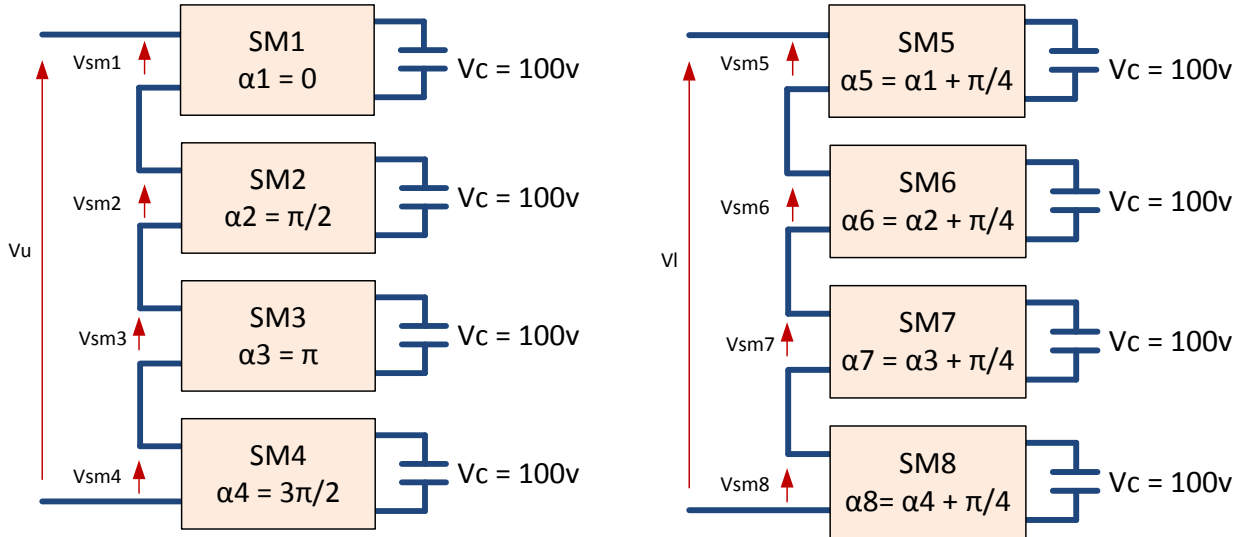 SM1
α1 = 0
Vsm1
Vc = 100v
SM2
α2 = π/2
Vsm2
Vc = 100v
Vu
SM3
α3 = π
Vsm3
Vc = 100v
SM4
α4 = 3π/2
Vsm4
Vc = 100v
SM5
α5 = α1 + π/4
Vsm5
Vc = 100v
SM6
α6 = α2 + π/4
Vsm6
Vc = 100v
Vl
SM7
α7 = α3 + π/4
Vsm7
Vc = 100v
SM8
α8= α4 + π/4
Vsm8
Vc = 100v